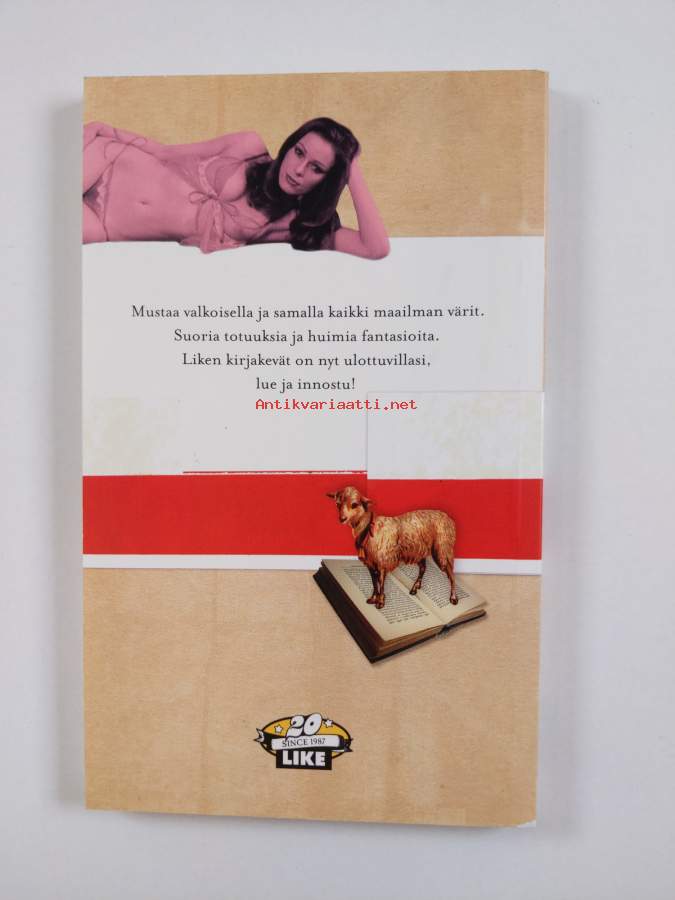 Mustaa valkoisella ja samalla kaikki maailman värit.
Suoria totuuksia ja huimia fantasioita.
Liken kirjakevät on nyt ulottuvillasi,
lue ja innostu!
Antikvariaatti.net
20
SINCE 1987
LIKE